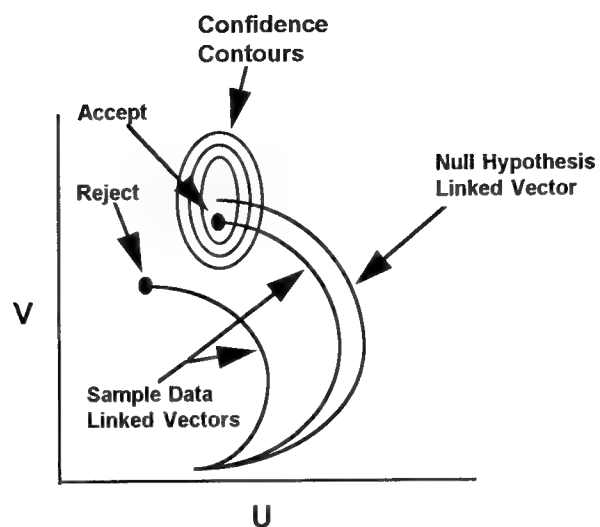 Confidence
Contours
Accept
Null Hypothesis
Linked Vector
Reject
V
Sample Data
Linked Vectors
U